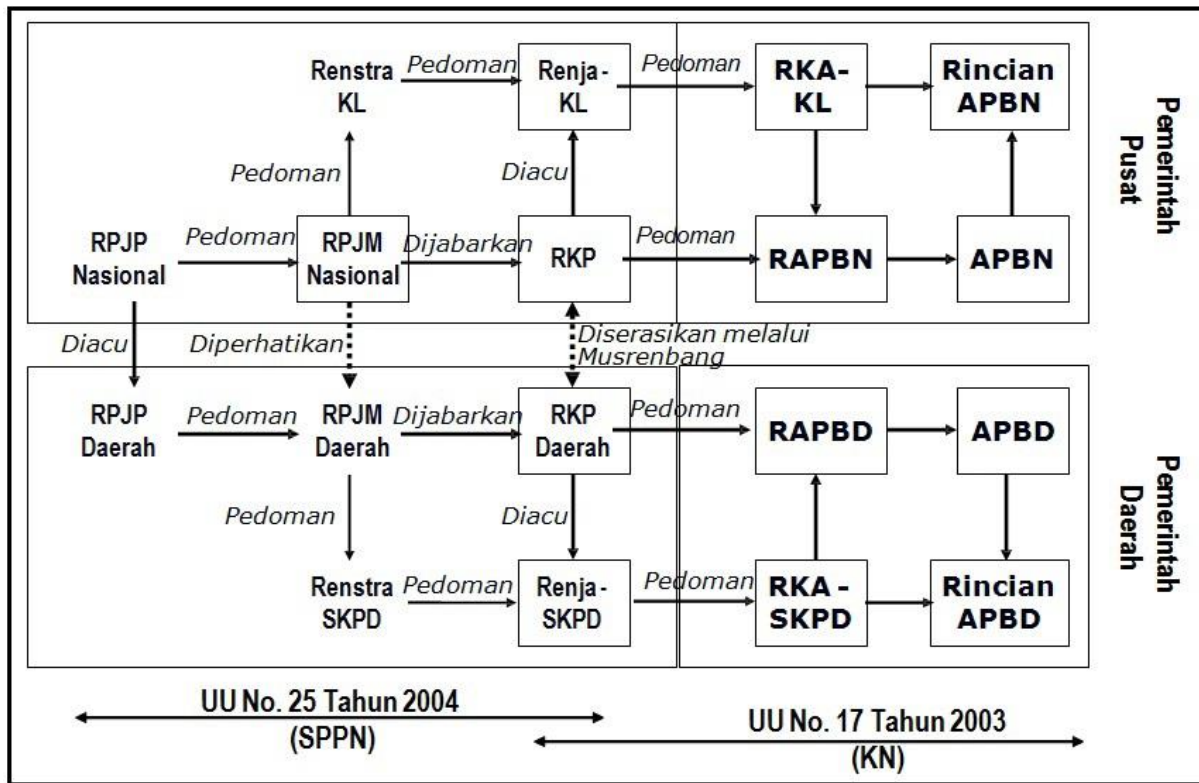 Renstra
KL
Pedoman
Renja -
KL
Pedoman
RKA-
KL
Rincian
APBN
Pemerintah
Pusat
Pedoman
Diacu
RPJP
Nasional
Pedoman
RPJM
Nasional
Dijabarkan
RKP
Pedoman
RAPBN
APBN
Diacu
Diperhatikan
Diserasikan melalui
Musrenbang
RPJP
Daerah
Pedoman
RPJM
Daerah
Dijabarkan
RKP
Daerah
Pedoman
RAPBD
APBD
Pemerintah
Daerah
Pedoman
Diacu
Renstra
SKPD
Pedoman
Renja -
SKPD
Pedoman
RKA -
SKPD
Rincian
APBD
UU No. 25 Tahun 2004
(SPPN)
UU No. 17 Tahun 2003
(KN)